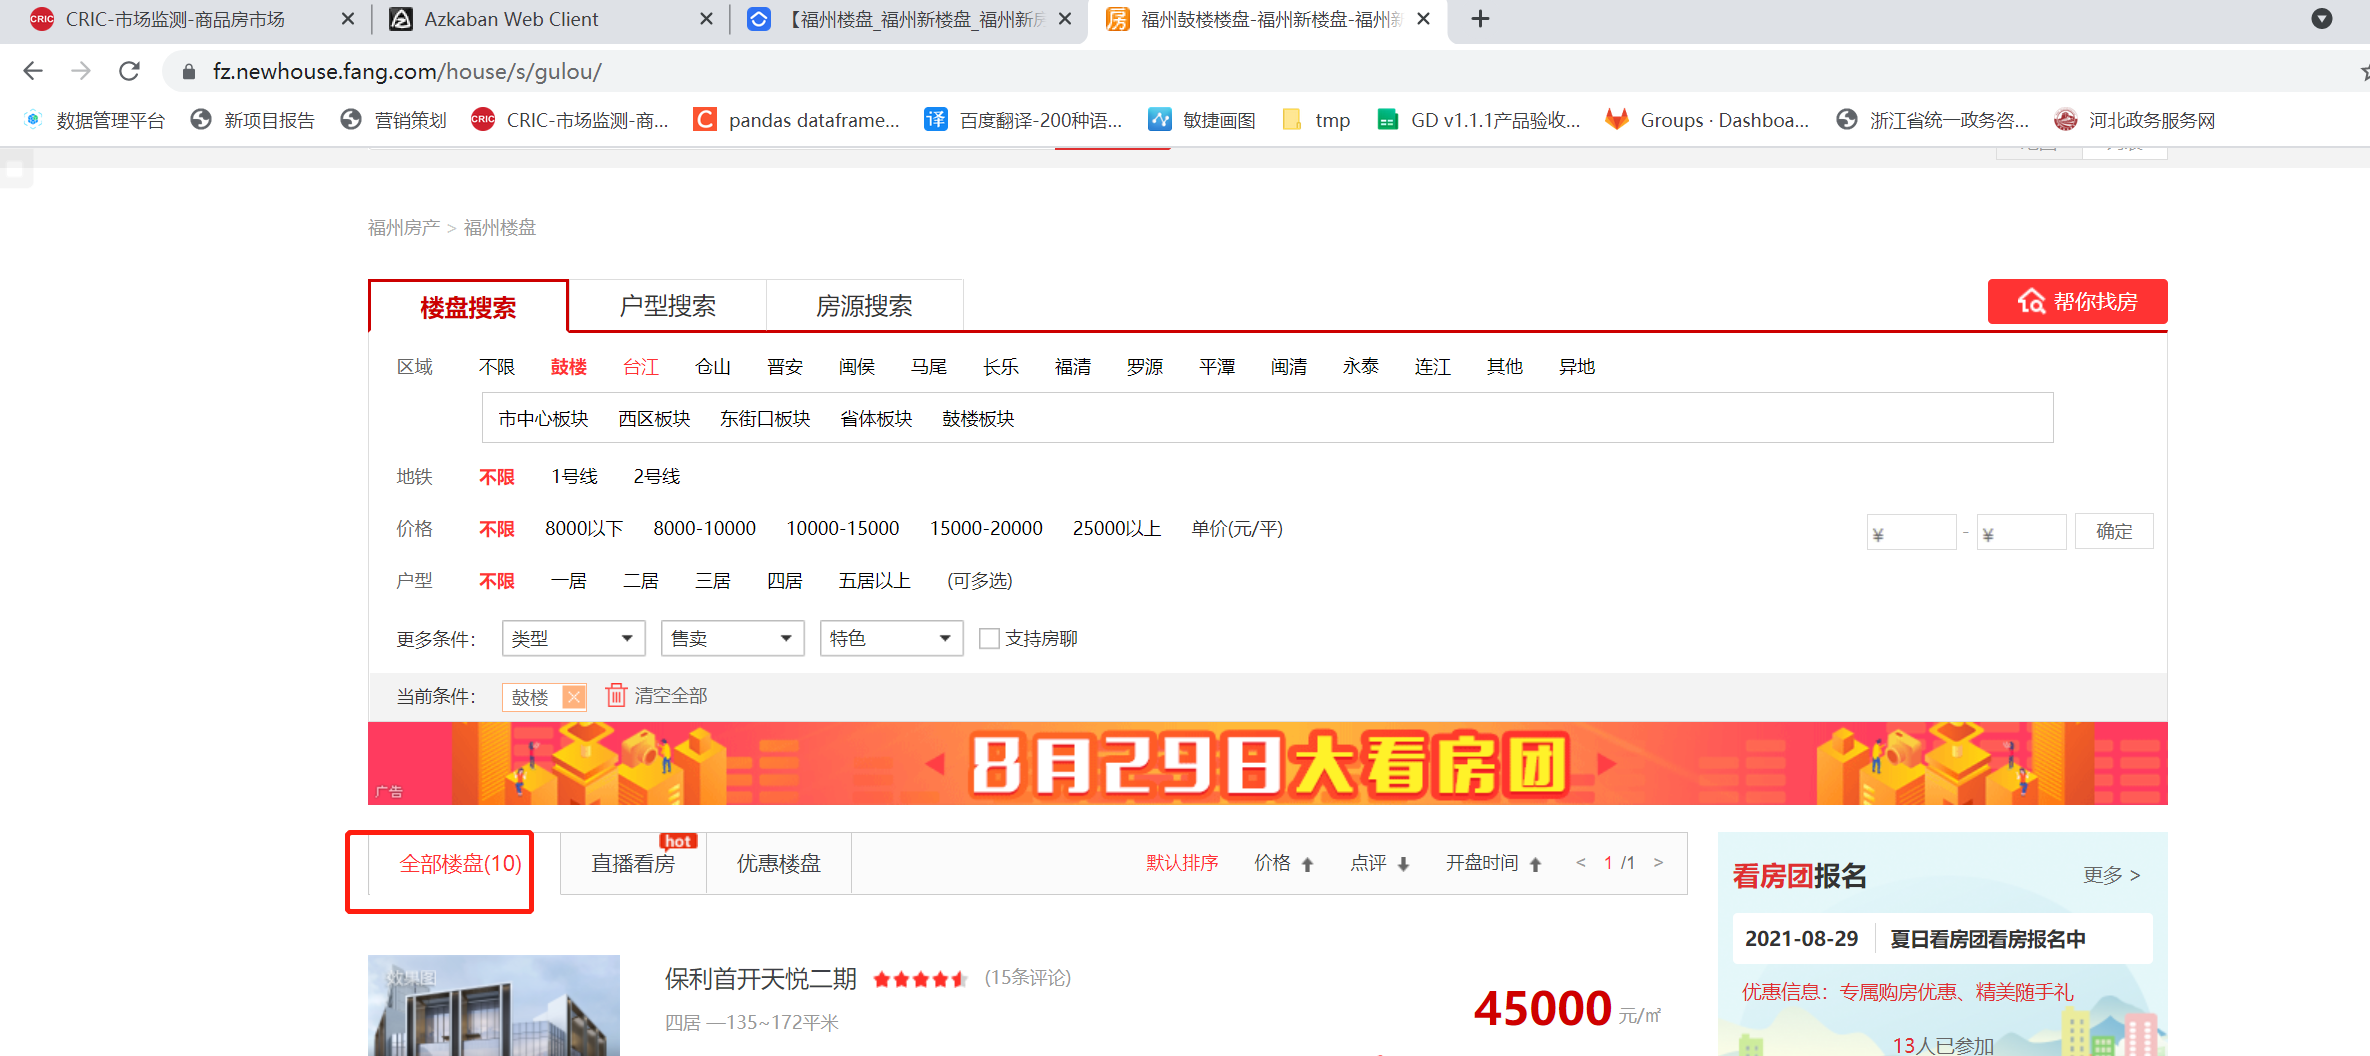 CRIC CRIC-市场监测-商品房市场
Azkaban Web Client
【福州楼盘_福州新楼盘_福州新房
房 福州鼓楼楼盘-福州新楼盘-福州新
fz.newhouse.fang.com/house/s/gulou/
数据管理平台
新项目报告
营销策划
CRIC CRIC-市场监测-商...
C pandas dataframe...
译 百度翻译-200种语...
敏捷画图
tmp
GD v1.1.1产品验收...
Groups · Dashboa...
浙江省统一政务咨...
河北政务服务网
福州房产 > 福州楼盘
楼盘搜索
户型搜索
房源搜索
帮你找房
区域 不限 鼓楼 台江 仓山 晋安 闽侯 马尾 长乐 福清 罗源 平潭 闽清 永泰 连江 其他 异地
市中心板块 西区板块 东街口板块 省体板块 鼓楼板块
地铁 不限 1号线 2号线
价格 不限 8000以下 8000-10000 10000-15000 15000-20000 25000以上 单价(元/平) ¥ - ¥ 确定
户型 不限 一居 二居 三居 四居 五居以上 (可多选)
更多条件: 类型 售卖 特色 支持房聊
当前条件: 鼓楼 清空全部
8月29日大看房团
广告
全部楼盘(10)
hot
直播看房
优惠楼盘
默认排序 价格 点评 开盘时间 < 1 /1 >
看房团报名
更多 >
2021-08-29 夏日看房团看房报名中
优惠信息: 专属购房优惠、精美随手礼
13人已参加
效果图
保利首开天悦二期
(15条评论)
四居 —135~172平米
45000 元/㎡